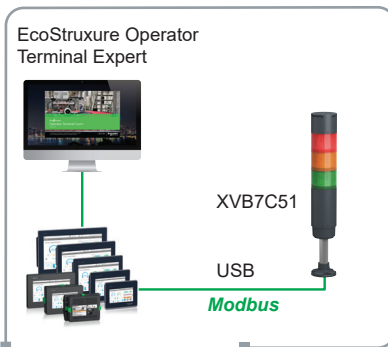 EcoStruxure Operator
Terminal Expert
XVB7C51
USB
Modbus